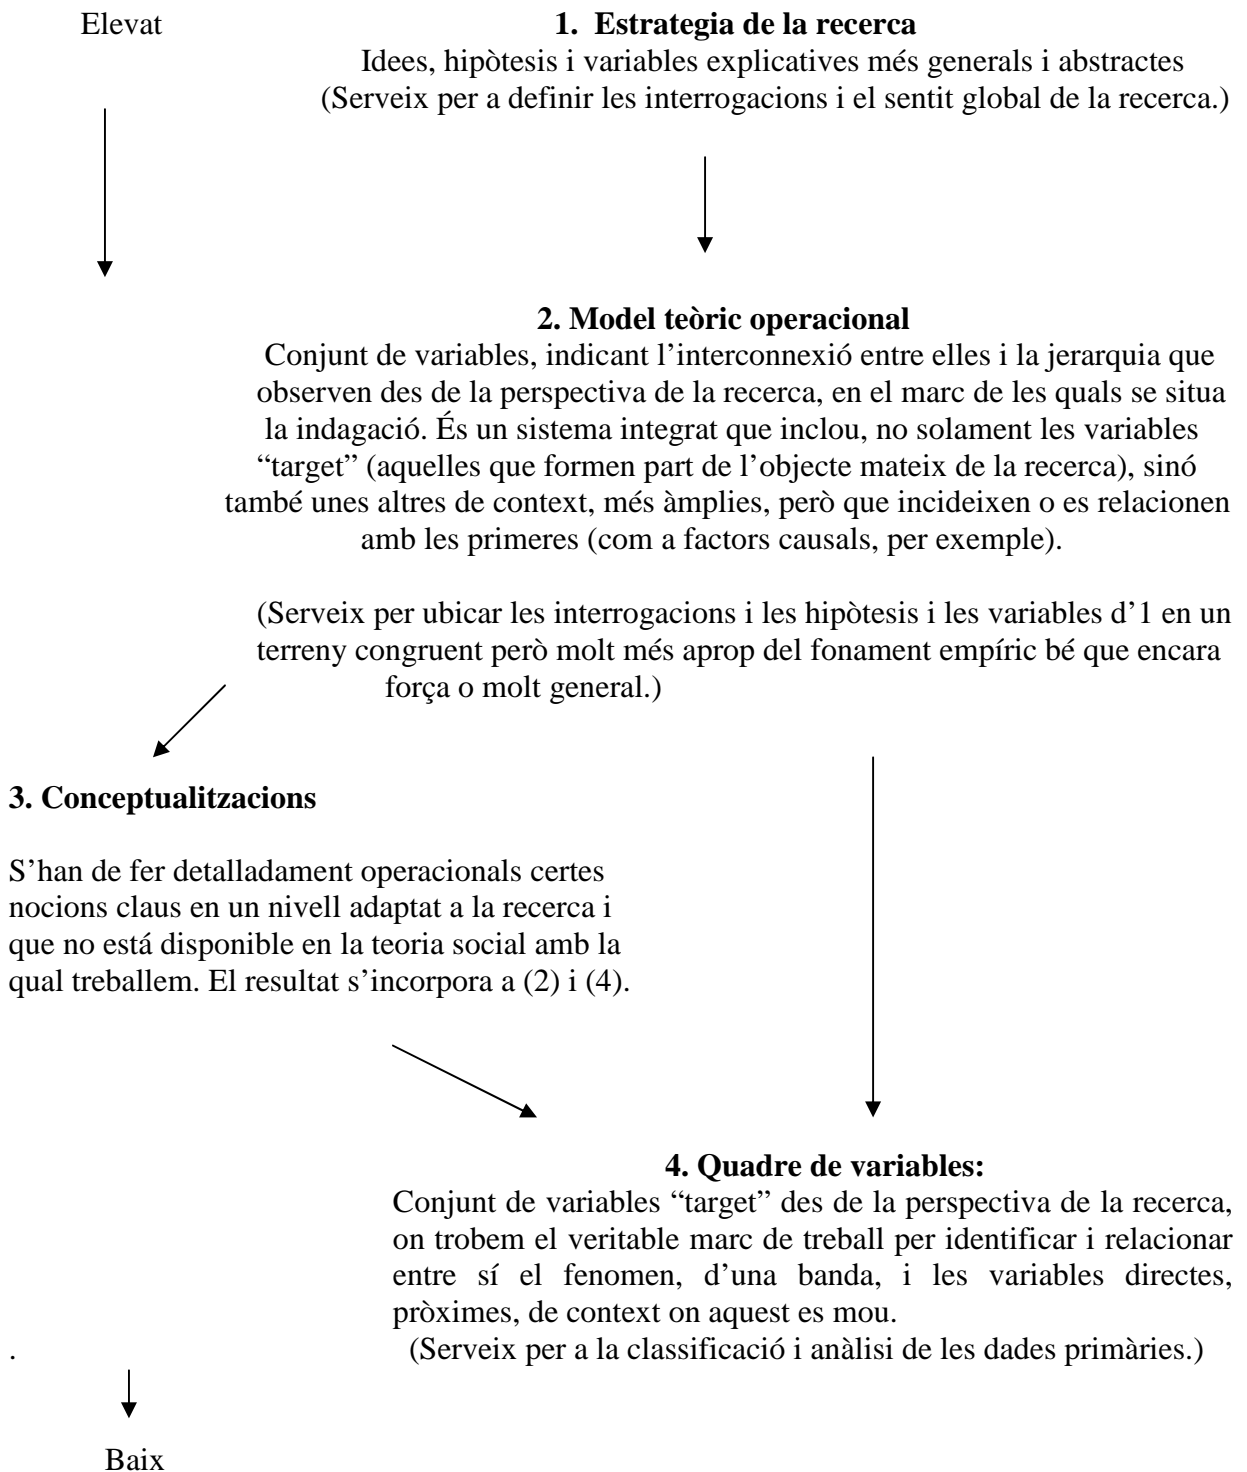 Elevat
1. Estrategia de la recerca
Idees, hipòtesis i variables explicatives més generals i abstractes
(Serveix per a definir les interrogacions i el sentit global de la recerca.)
2. Model teòric operacional
Conjunt de variables, indicant l’interconnexió entre elles i la jerarquia que
observen des de la perspectiva de la recerca, en el marc de les quals se situa
la indagació. És un sistema integrat que inclou, no solament les variables
“target” (aquelles que formen part de l’objecte mateix de la recerca), sinó
també unes altres de context, més àmplies, però que incideixen o es relacionen
amb les primeres (com a factors causals, per exemple).
(Serveix per ubicar les interrogacions i les hipòtesis i les variables d’1 en un
terreny congruent però molt més aprop del fonament empíric bé que encara
força o molt general.)
3. Conceptualitzacions
S’han de fer detalladament operacionals certes
nocions claus en un nivell adaptat a la recerca i
que no está disponible en la teoria social amb la
qual treballem. El resultat s’incorpora a (2) i (4).
4. Quadre de variables:
Conjunt de variables “target” des de la perspectiva de la recerca,
on trobem el veritable marc de treball per identificar i relacionar
entre sí el fenomen, d’una banda, i les variables directes,
pròximes, de context on aquest es mou.
. (Serveix per a la classificació i anàlisi de les dades primàries.)
Baix